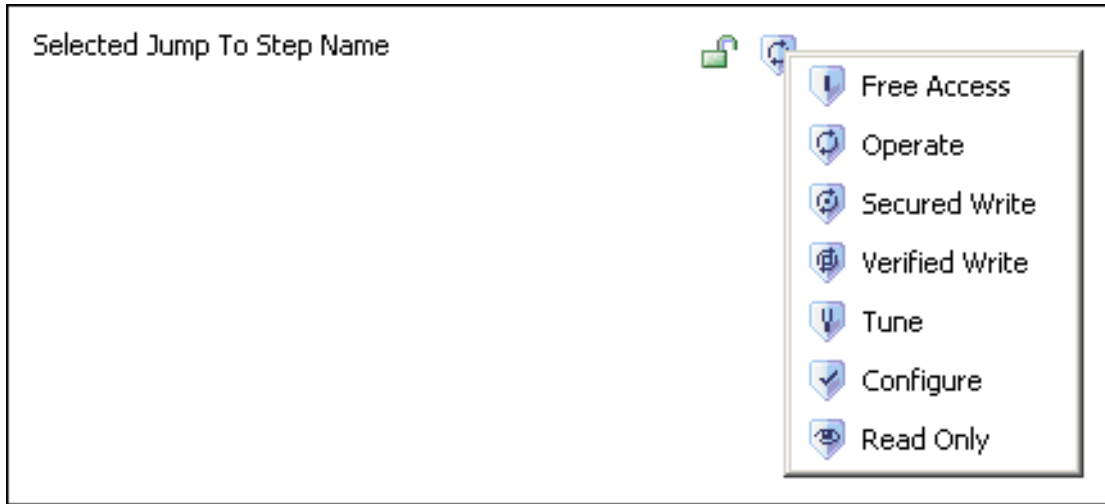 Selected Jump To Step Name
Free Access
Operate
Secured Write
Verified Write
Tune
Configure
Read Only